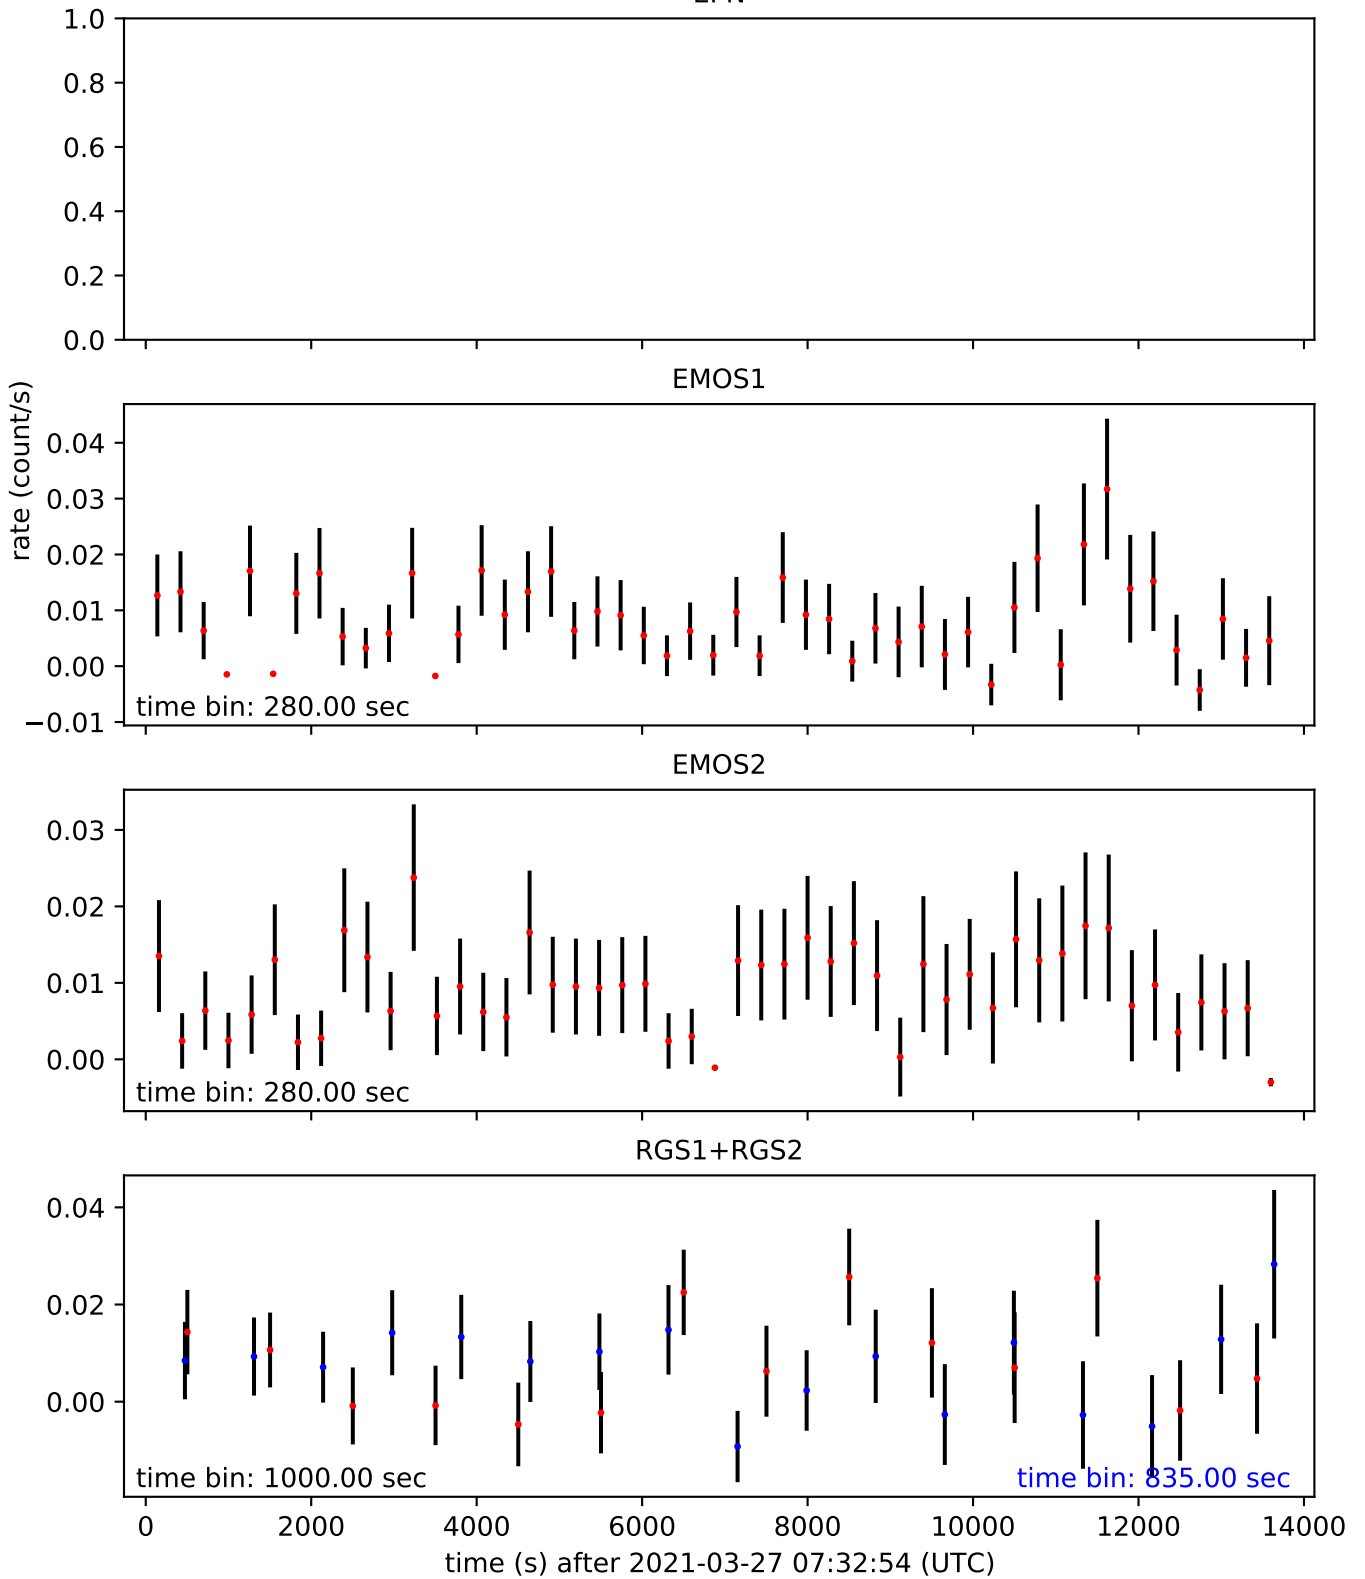 1.0
0.8
0.6
0.4
0.2
0.0
EMOS1
rate (count/s)
0.04
0.03
0.02
0.01
0.00
−0.01
time bin: 280.00 sec
EMOS2
0.03
0.02
0.01
0.00
time bin: 280.00 sec
RGS1+RGS2
0.04
0.02
0.00
time bin: 1000.00 sec
time bin: 835.00 sec
0 2000 4000 6000 8000 10000 12000 14000
time (s) after 2021-03-27 07:32:54 (UTC)